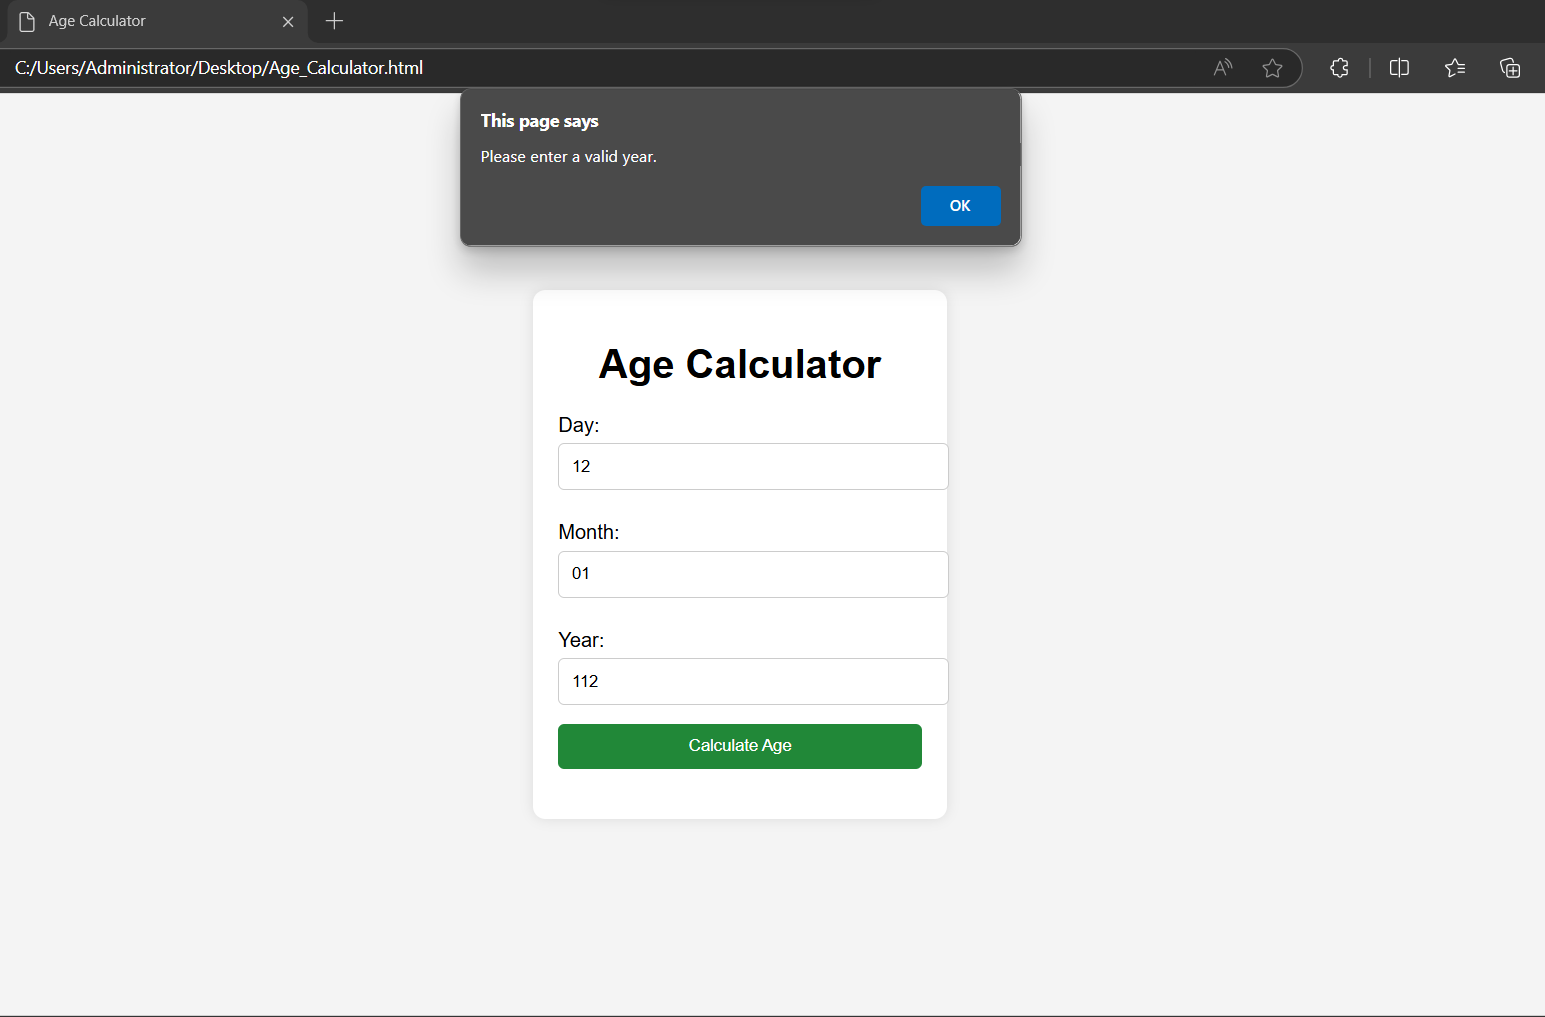 Age Calculator
C:/Users/Administrator/Desktop/Age_Calculator.html
This page says
Please enter a valid year.
OK
Age Calculator
Day:
12
Month:
01
Year:
112
Calculate Age